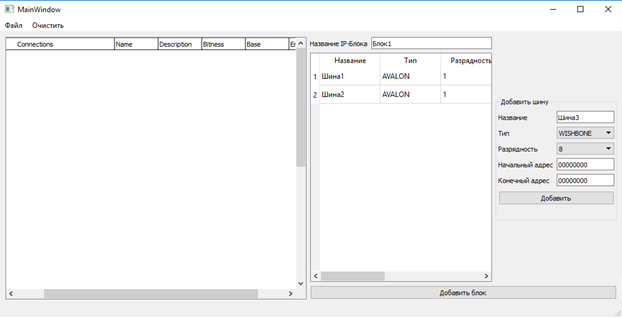 MainWindow
Файл Очистить
Connections Name Description Bitness Base En
Название IP-Блока Блок1
Название Тип Разрядность
1 Шина1 AVALON 1
2 Шина2 AVALON 1
Добавить шину
Название Шина3
Тип WISHBONE
Разрядность 8
Начальный адрес 00000000
Конечный адрес 00000000
Добавить
Добавить блок